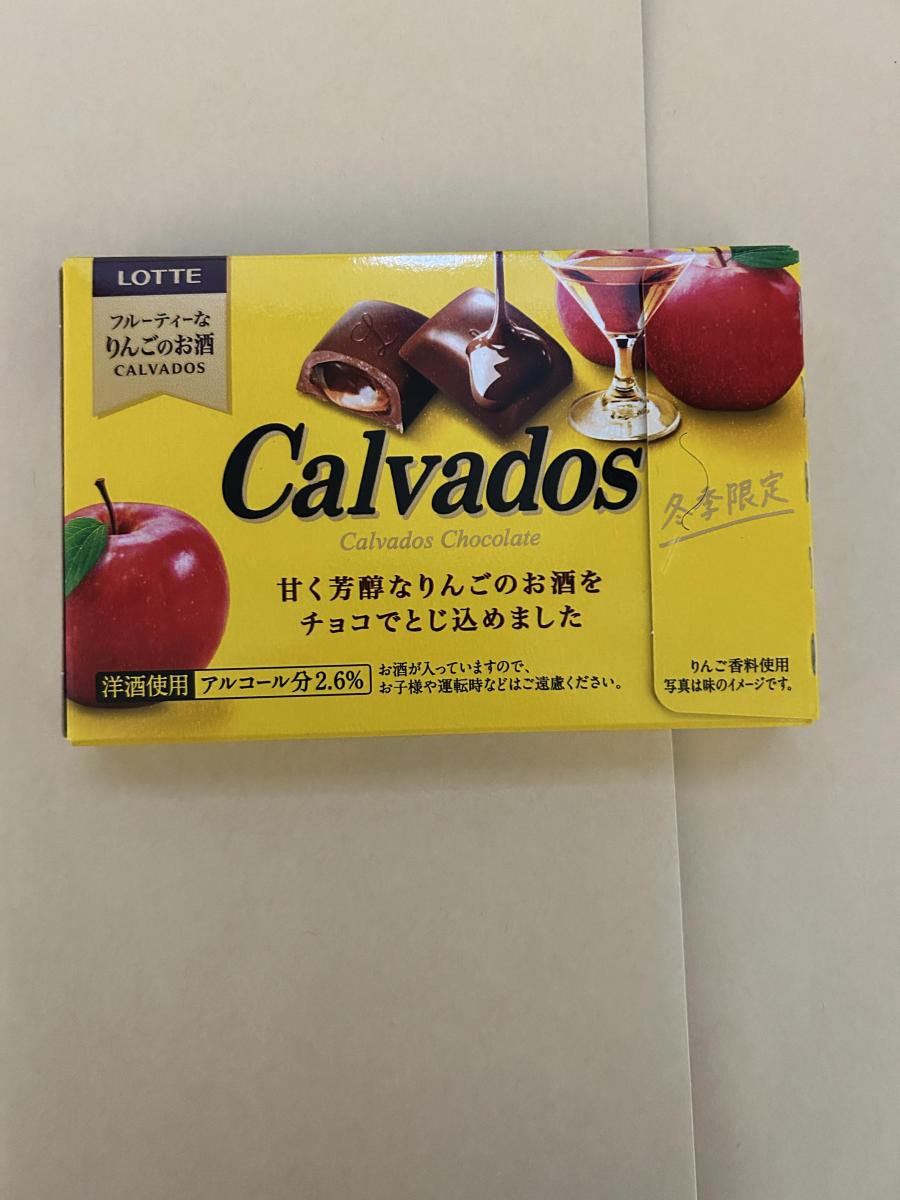 LOTTE
フルーティーな
りんごのお酒
CALVADOS
Calvados
Calvados Chocolate
冬季限定
甘く芳醇なりんごのお酒を
チョコでとじ込めました
洋酒使用 アルコール分2.6%
お酒が入っていますので、
お子様や運転時などはご遠慮ください。
りんご香料使用
写真は味のイメージです。